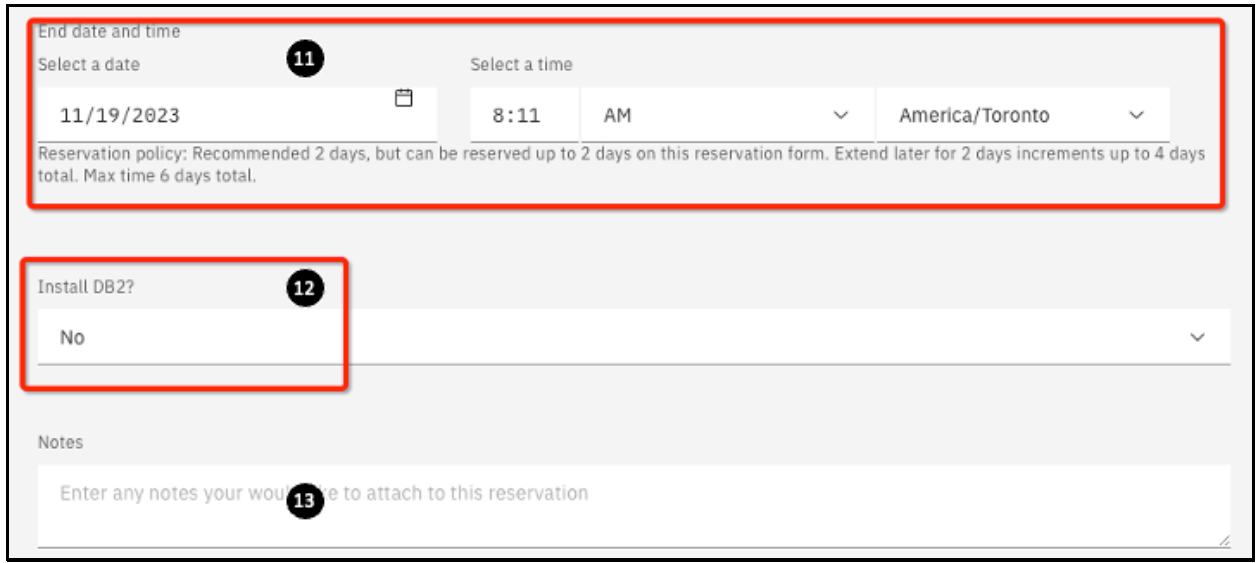 End date and time
11
Select a date
Select a time
11/19/2023
8:11
AM
America/Toronto
Reservation policy: Recommended 2 days, but can be reserved up to 2 days on this reservation form. Extend later for 2 days increments up to 4 days
total. Max time 6 days total.
Install DB2?
12
No
Notes
Enter any notes your to attach to this reservation
13